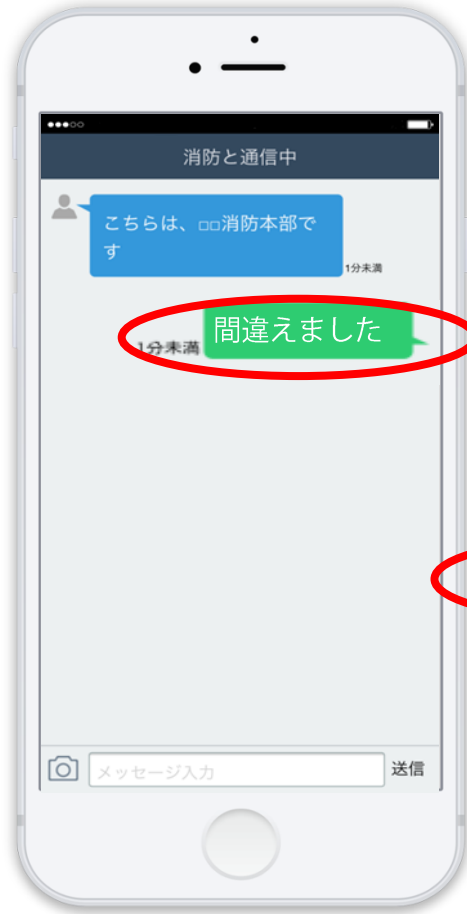 消防と通信中
こちらは、□□消防本部で
す
1分未満
間違えました
1分未満
メッセージ入力
送信